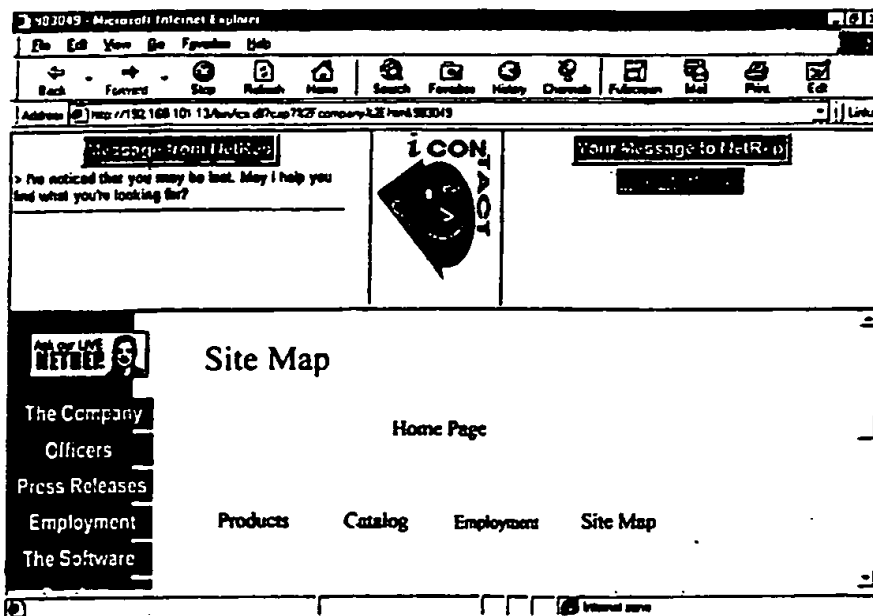 983049 - Microsoft Internet Explorer
File Edit View Go Favorites Help
Back Forward Stop Refresh Home Search Favorites History Channels Fullscreen Mail Print Edit
Address Links
Message from NetRep
i CONTACT
Your Message to NetRep
> I've noticed that you may be lost. May I help you
find what you're looking for?
Ask our LIVE
NETREP
Site Map
The Company
Home Page
Officers
Press Releases
Employment
Products Catalog Employment Site Map
The Software
Internet zone